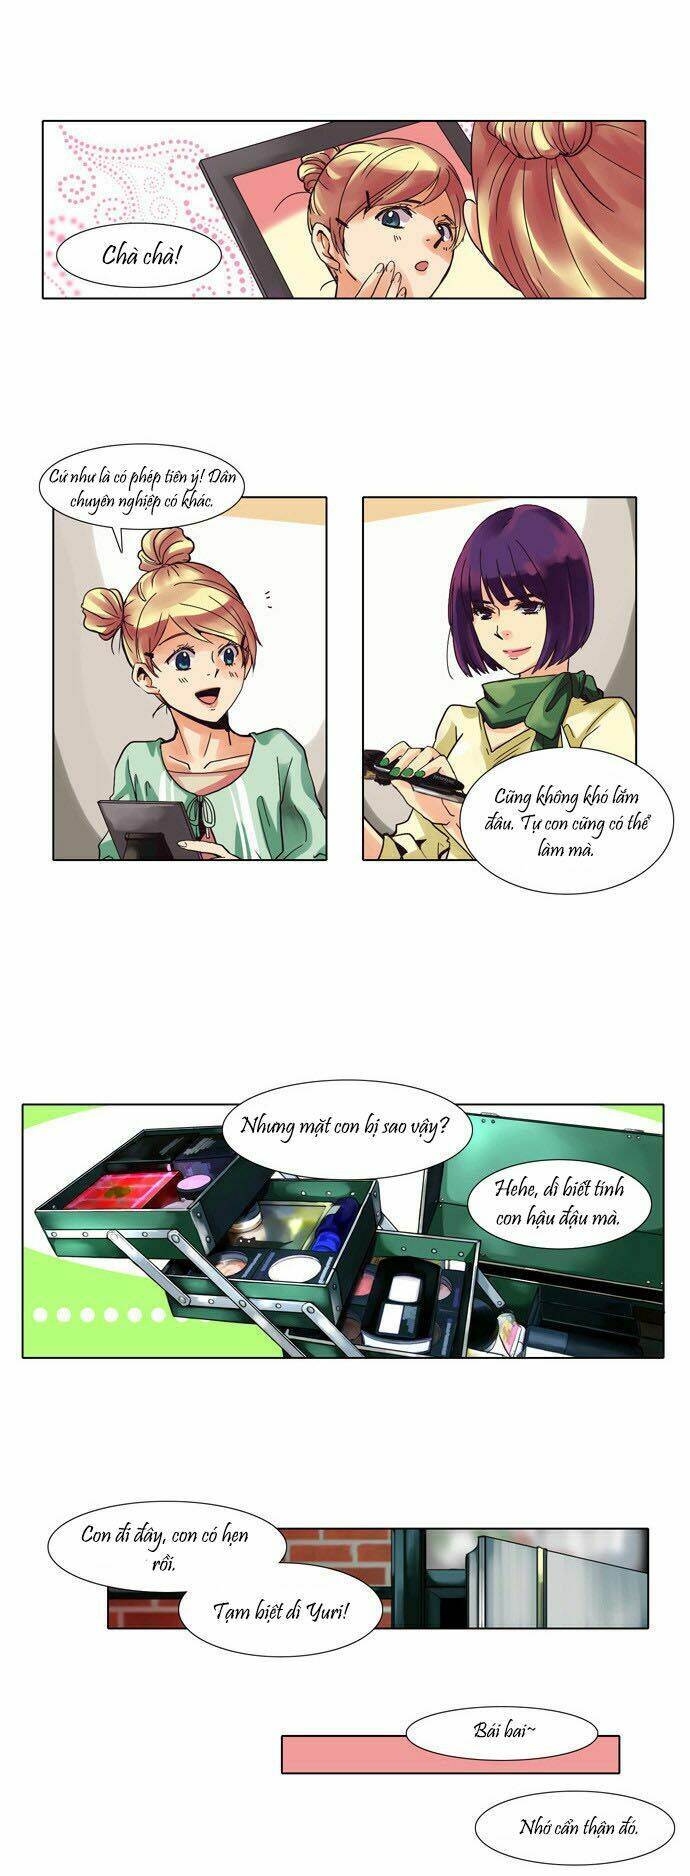 Chà chà!
Cứ như là có phép tiên ý! Dân
chuyên nghiệp có khác.
Cũng không khó lắm
đâu. Tự con cũng có thể
làm mà.
Nhưng mặt con bị sao vậy?
Hehe, dì biết tính
con hậu đậu mà.
Con đi đây, con có hẹn
rồi.
Tạm biết dì Yuri!
Bái bai~
Nhớ cẩn thận đó.